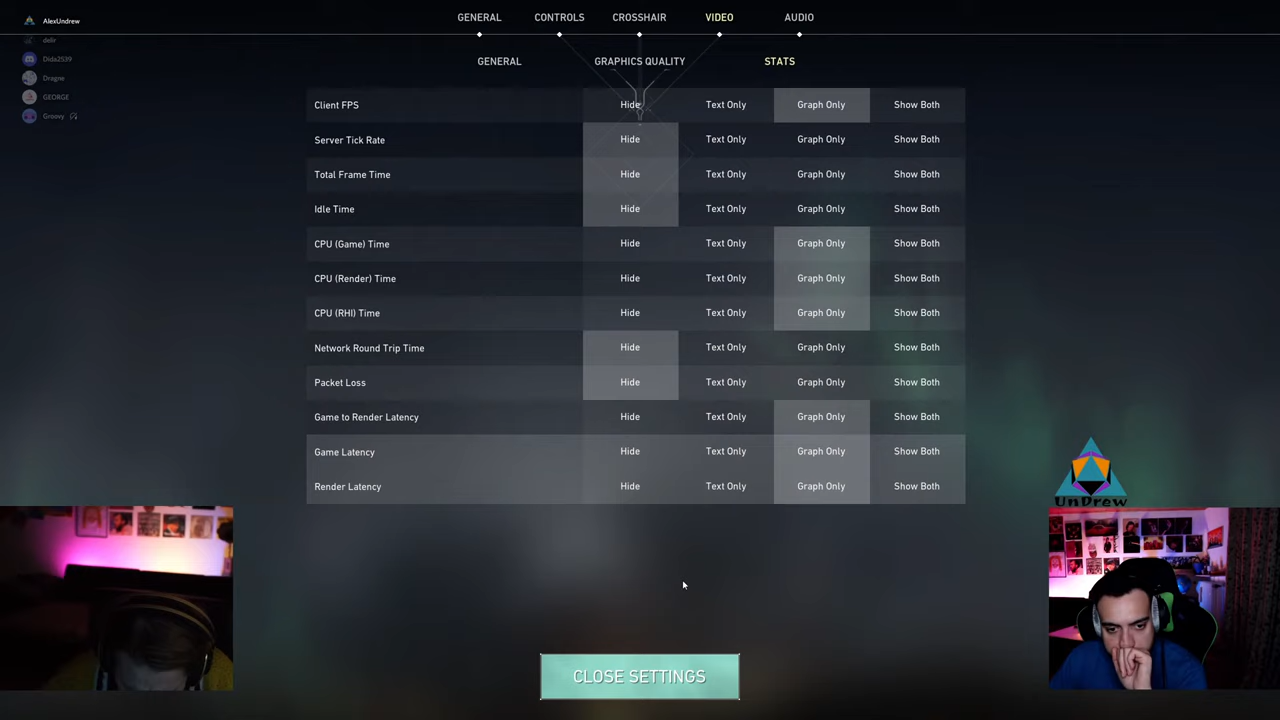 GENERAL CONTROLS CROSSHAIR VIDEO AUDIO
GENERAL GRAPHICS QUALITY STATS
AlexUndrew
delir
Dida2539
Dragne
GEORGE
Groovy
Client FPS Hide Text Only Graph Only Show Both
Server Tick Rate Hide Text Only Graph Only Show Both
Total Frame Time Hide Text Only Graph Only Show Both
Idle Time Hide Text Only Graph Only Show Both
CPU (Game) Time Hide Text Only Graph Only Show Both
CPU (Render) Time Hide Text Only Graph Only Show Both
CPU (RHI) Time Hide Text Only Graph Only Show Both
Network Round Trip Time Hide Text Only Graph Only Show Both
Packet Loss Hide Text Only Graph Only Show Both
Game to Render Latency Hide Text Only Graph Only Show Both
Game Latency Hide Text Only Graph Only Show Both
Render Latency Hide Text Only Graph Only Show Both
UnDrew
CLOSE SETTINGS